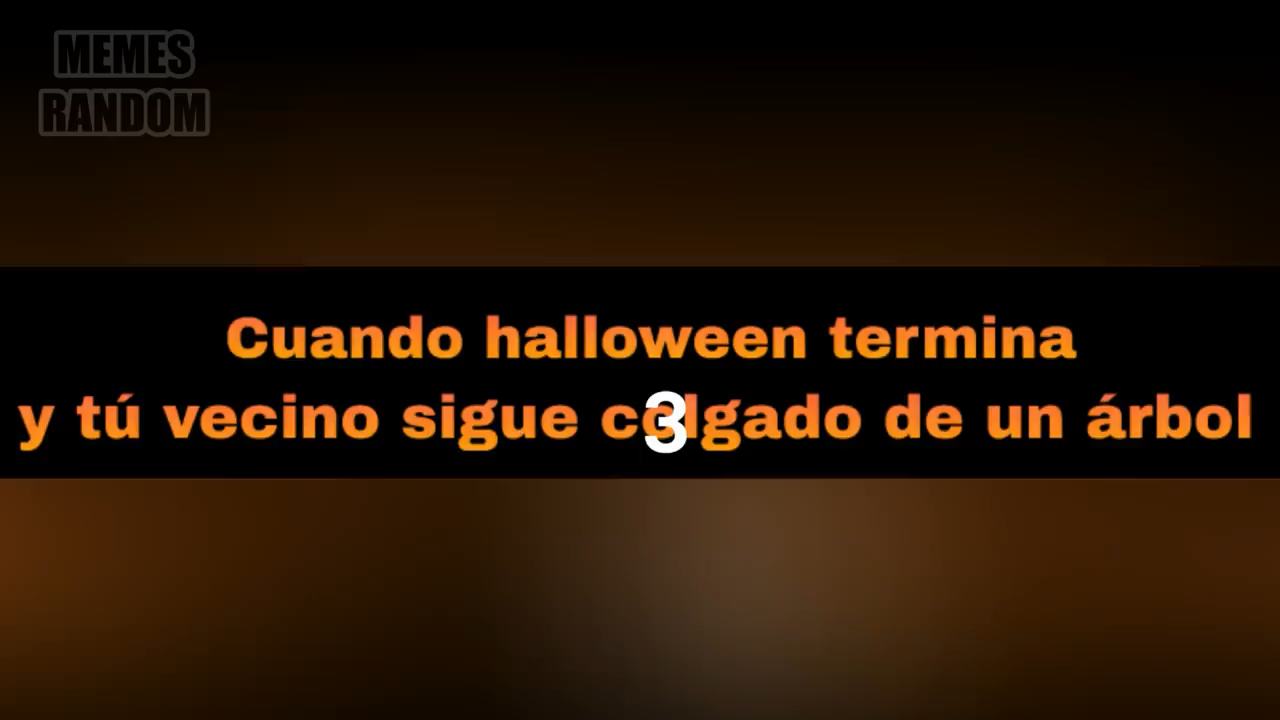 MEMES
RANDOM
Cuando halloween termina
y tú vecino sigue colgado de un árbol
3